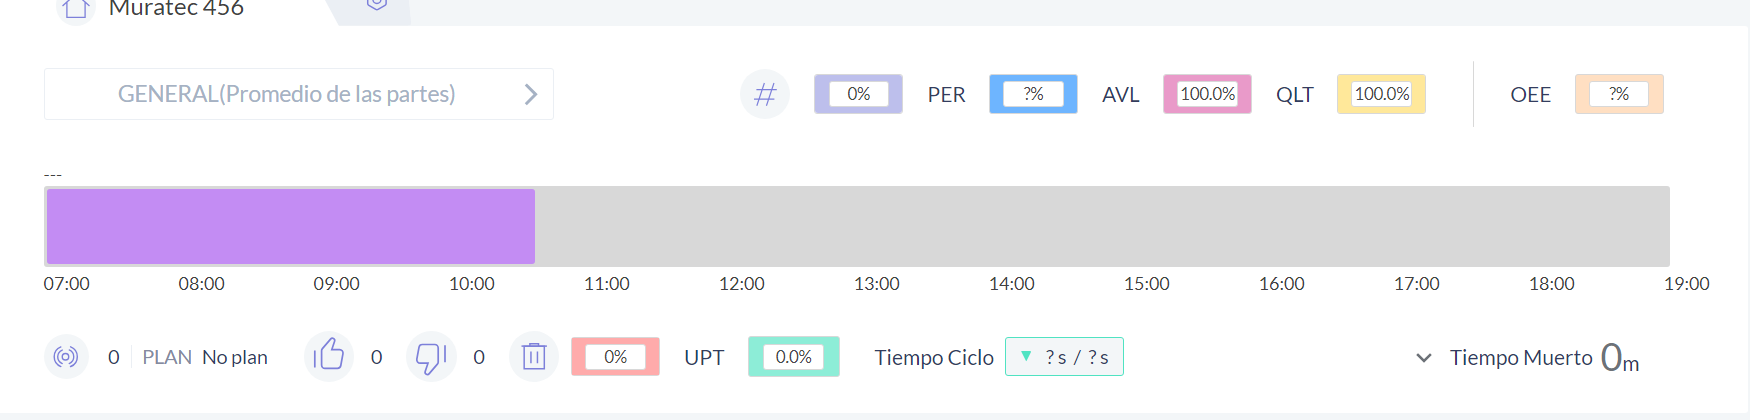 Muratec 456
GENERAL(Promedio de las partes)
# 0% PER ?% AVL 100.0% QLT 100.0% OEE ?%
---
07:00 08:00 09:00 10:00 11:00 12:00 13:00 14:00 15:00 16:00 17:00 18:00 19:00
0 PLAN No plan 0 0 0% UPT 0.0% Tiempo Ciclo ?s / ?s Tiempo Muerto 0m